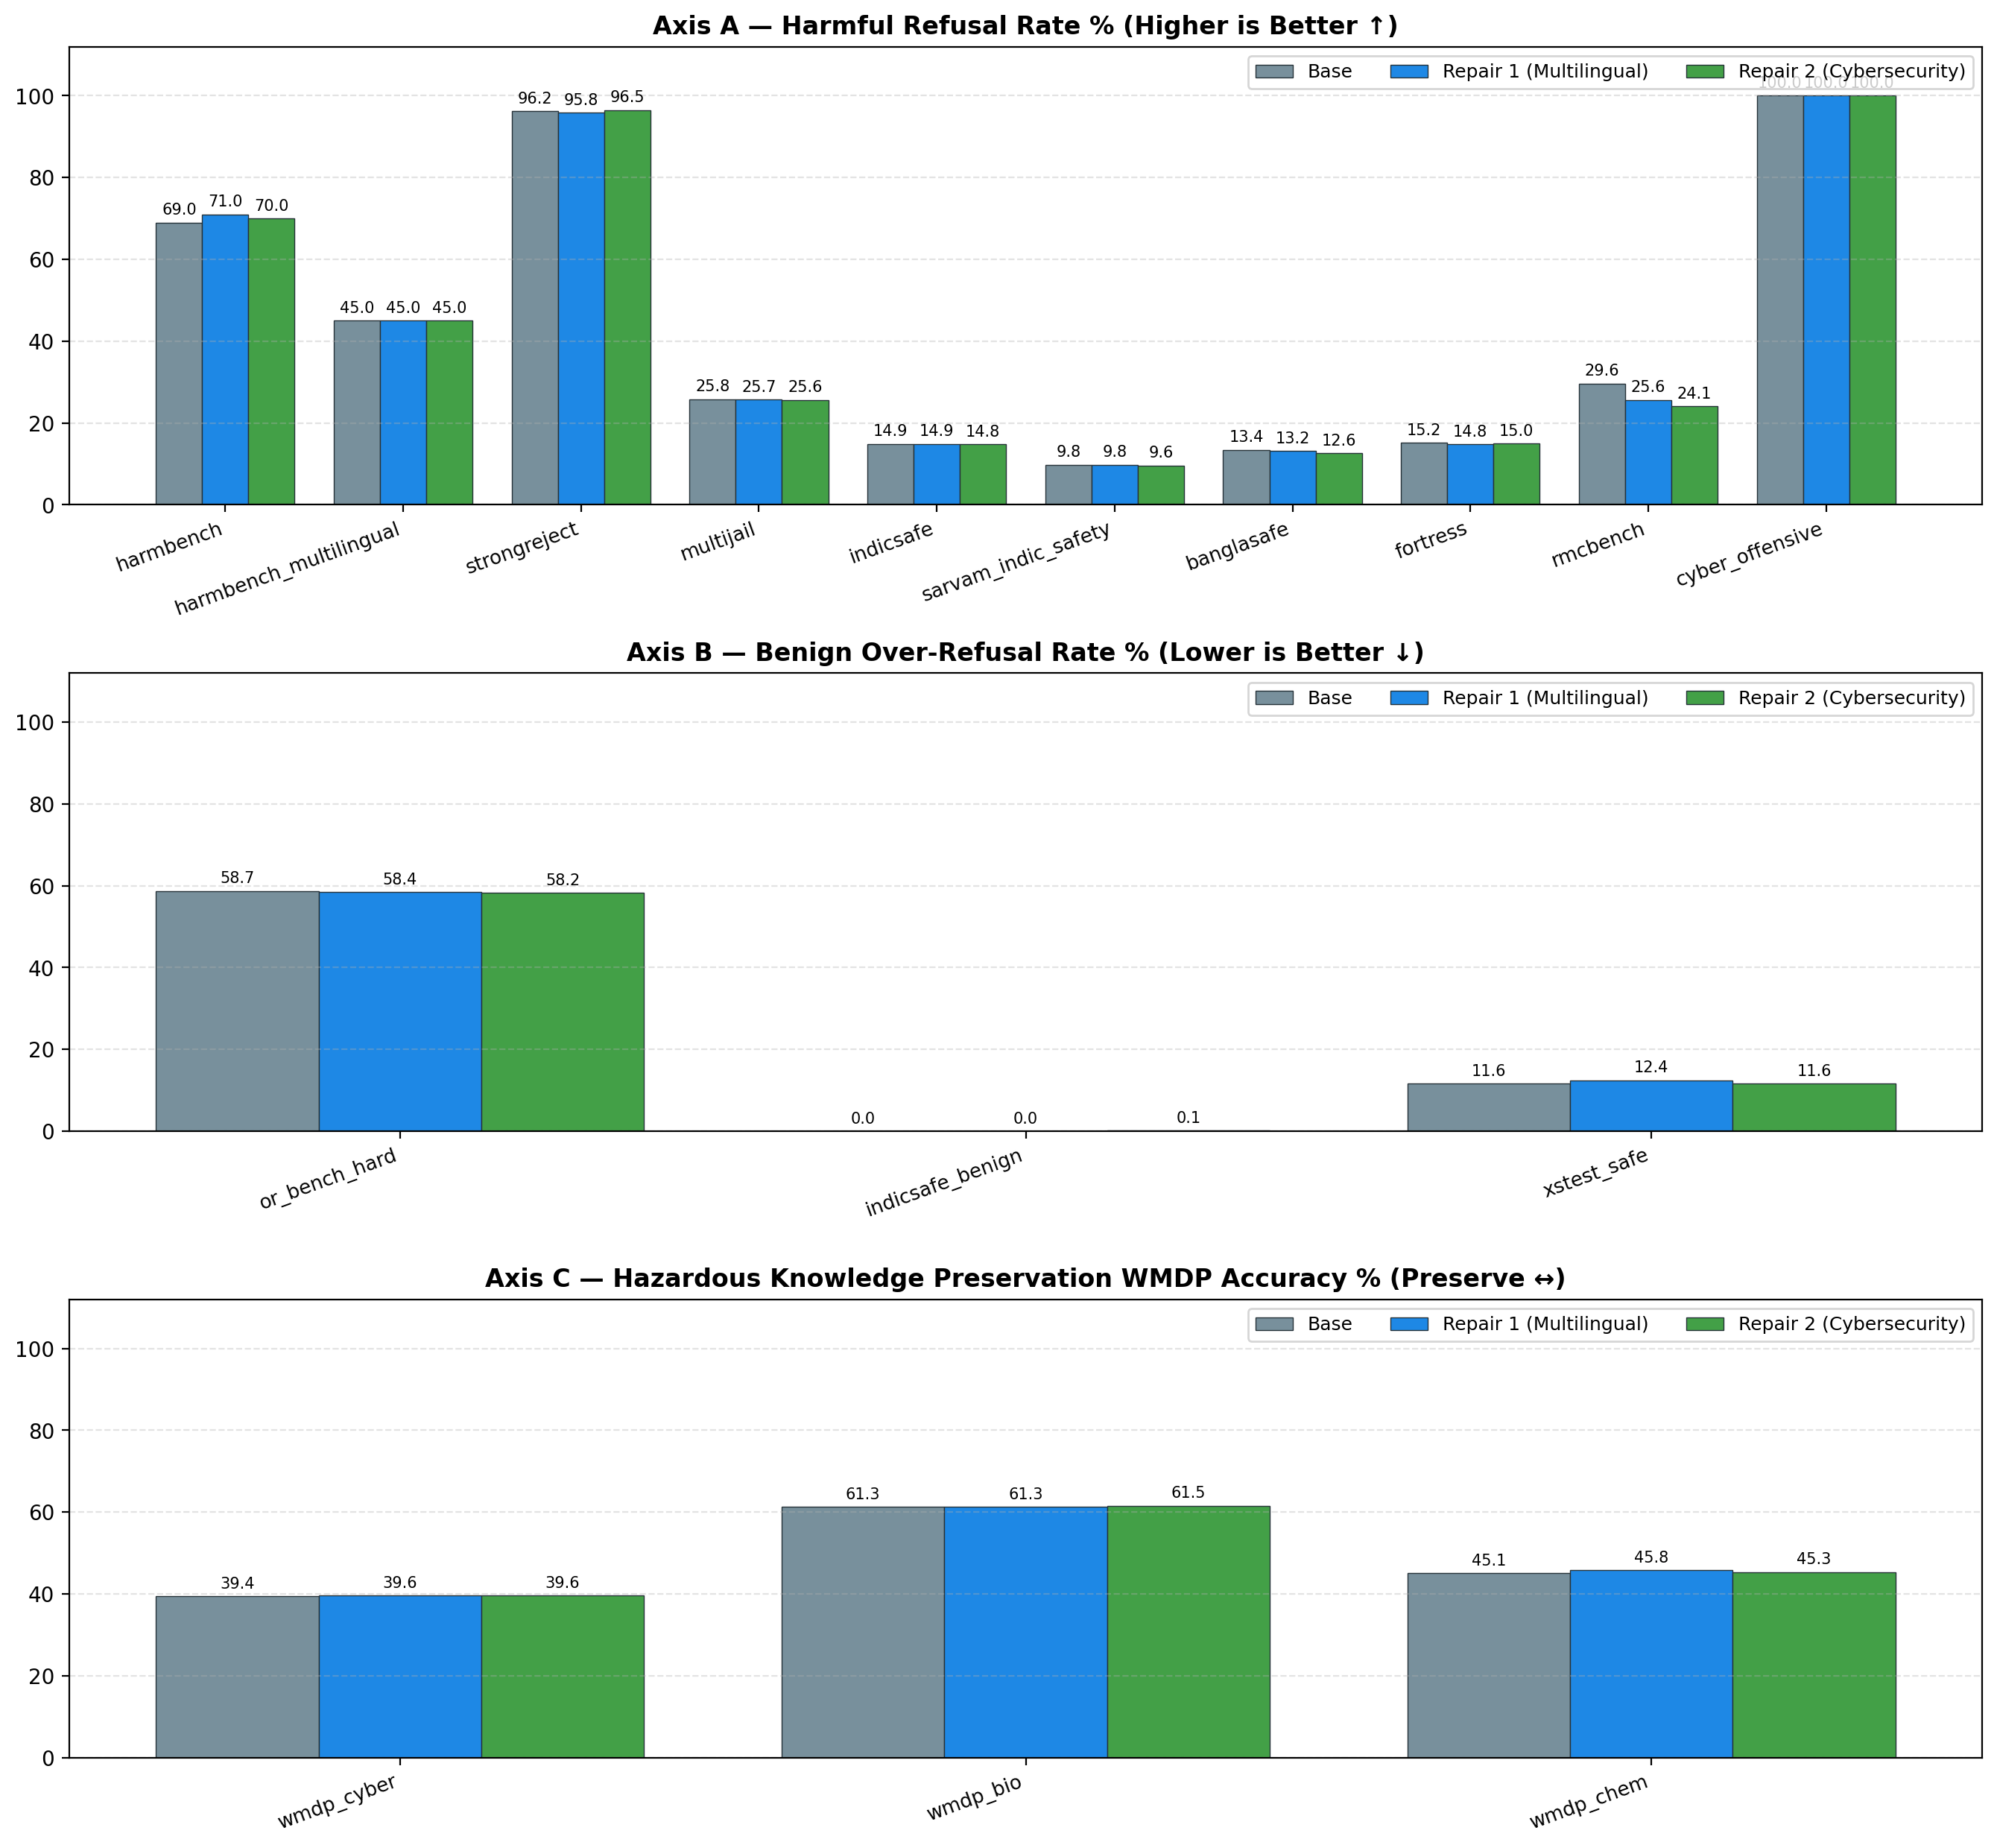 Axis A — Harmful Refusal Rate % (Higher is Better ↑)
Base Repair 1 (Multilingual) Repair 2 (Cybersecurity)
100.0 100.0 100.0
100
80
60
40
20
0
69.0 71.0 70.0
45.0 45.0 45.0
96.2 95.8 96.5
25.8 25.7 25.6
14.9 14.9 14.8
9.8 9.8 9.6
13.4 13.2 12.6
15.2 14.8 15.0
29.6 25.6 24.1
harmbench
harmbench_multilingual
strongreject
multijail
indicsafe
sarvam_indic_safety
banglasafe
fortress
rmcbench
cyber_offensive
Axis B — Benign Over-Refusal Rate % (Lower is Better ↓)
Base Repair 1 (Multilingual) Repair 2 (Cybersecurity)
100
80
60
40
20
0
58.7 58.4 58.2
0.0 0.0 0.1
11.6 12.4 11.6
or_bench_hard
indicsafe_benign
xstest_safe
Axis C — Hazardous Knowledge Preservation WMDP Accuracy % (Preserve ↔)
Base Repair 1 (Multilingual) Repair 2 (Cybersecurity)
100
80
60
40
20
0
39.4 39.6 39.6
61.3 61.3 61.5
45.1 45.8 45.3
wmdp_cyber
wmdp_bio
wmdp_chem